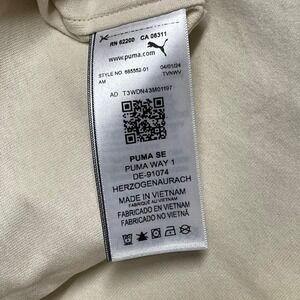 RN 62200 CA 06311
www.puma.com
STYLE NO. 685552-01 04/01/24
AM TVNWV
AD T3WDN43M01197
PUMA SE
PUMA WAY 1
DE-91074
HERZOGENAURACH
MADE IN VIETNAM
FABRIQUÉ AU VIETNAM
FABRICADO EN VIETNAM
FABRICADO NO VIETNÃ